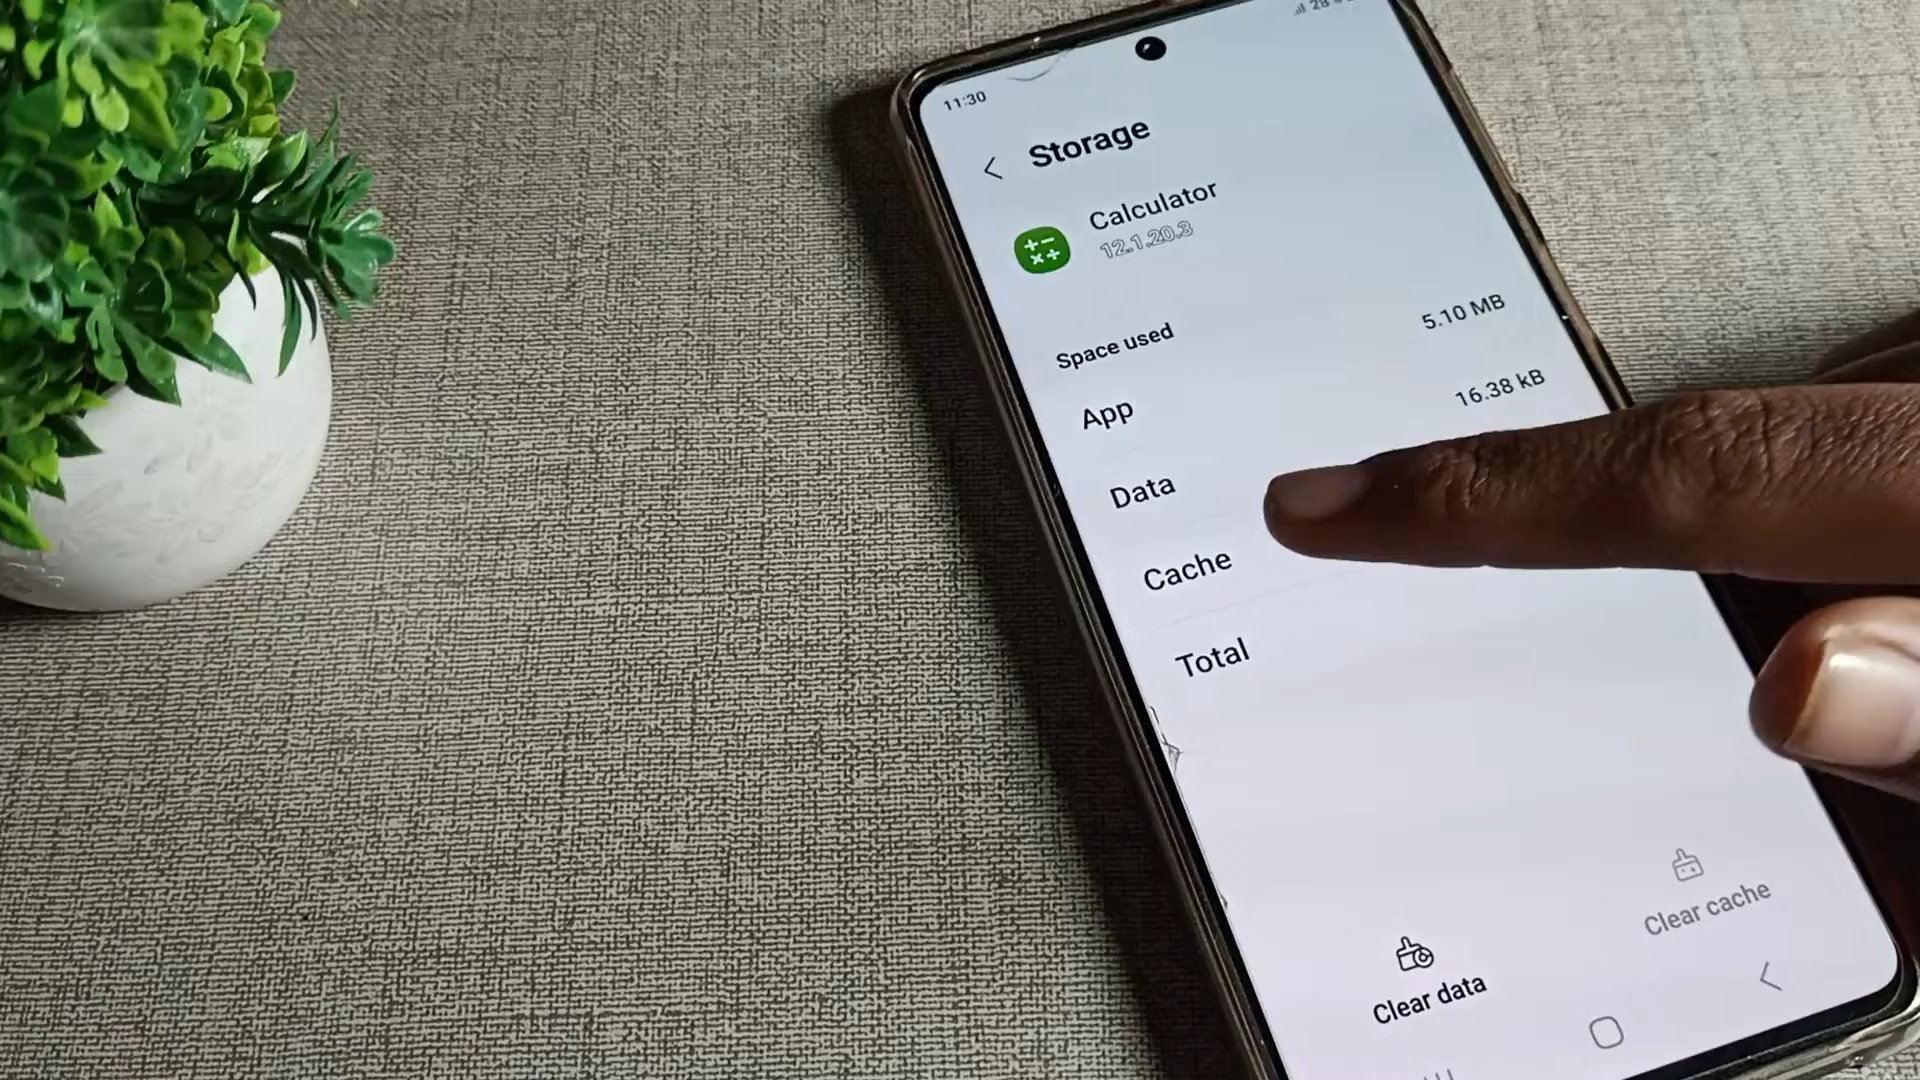 11:30
Storage
Calculator
12.1.20.3
Space used
App 5.10 MB
Data 16.38 kB
Cache
Total
Clear data
Clear cache